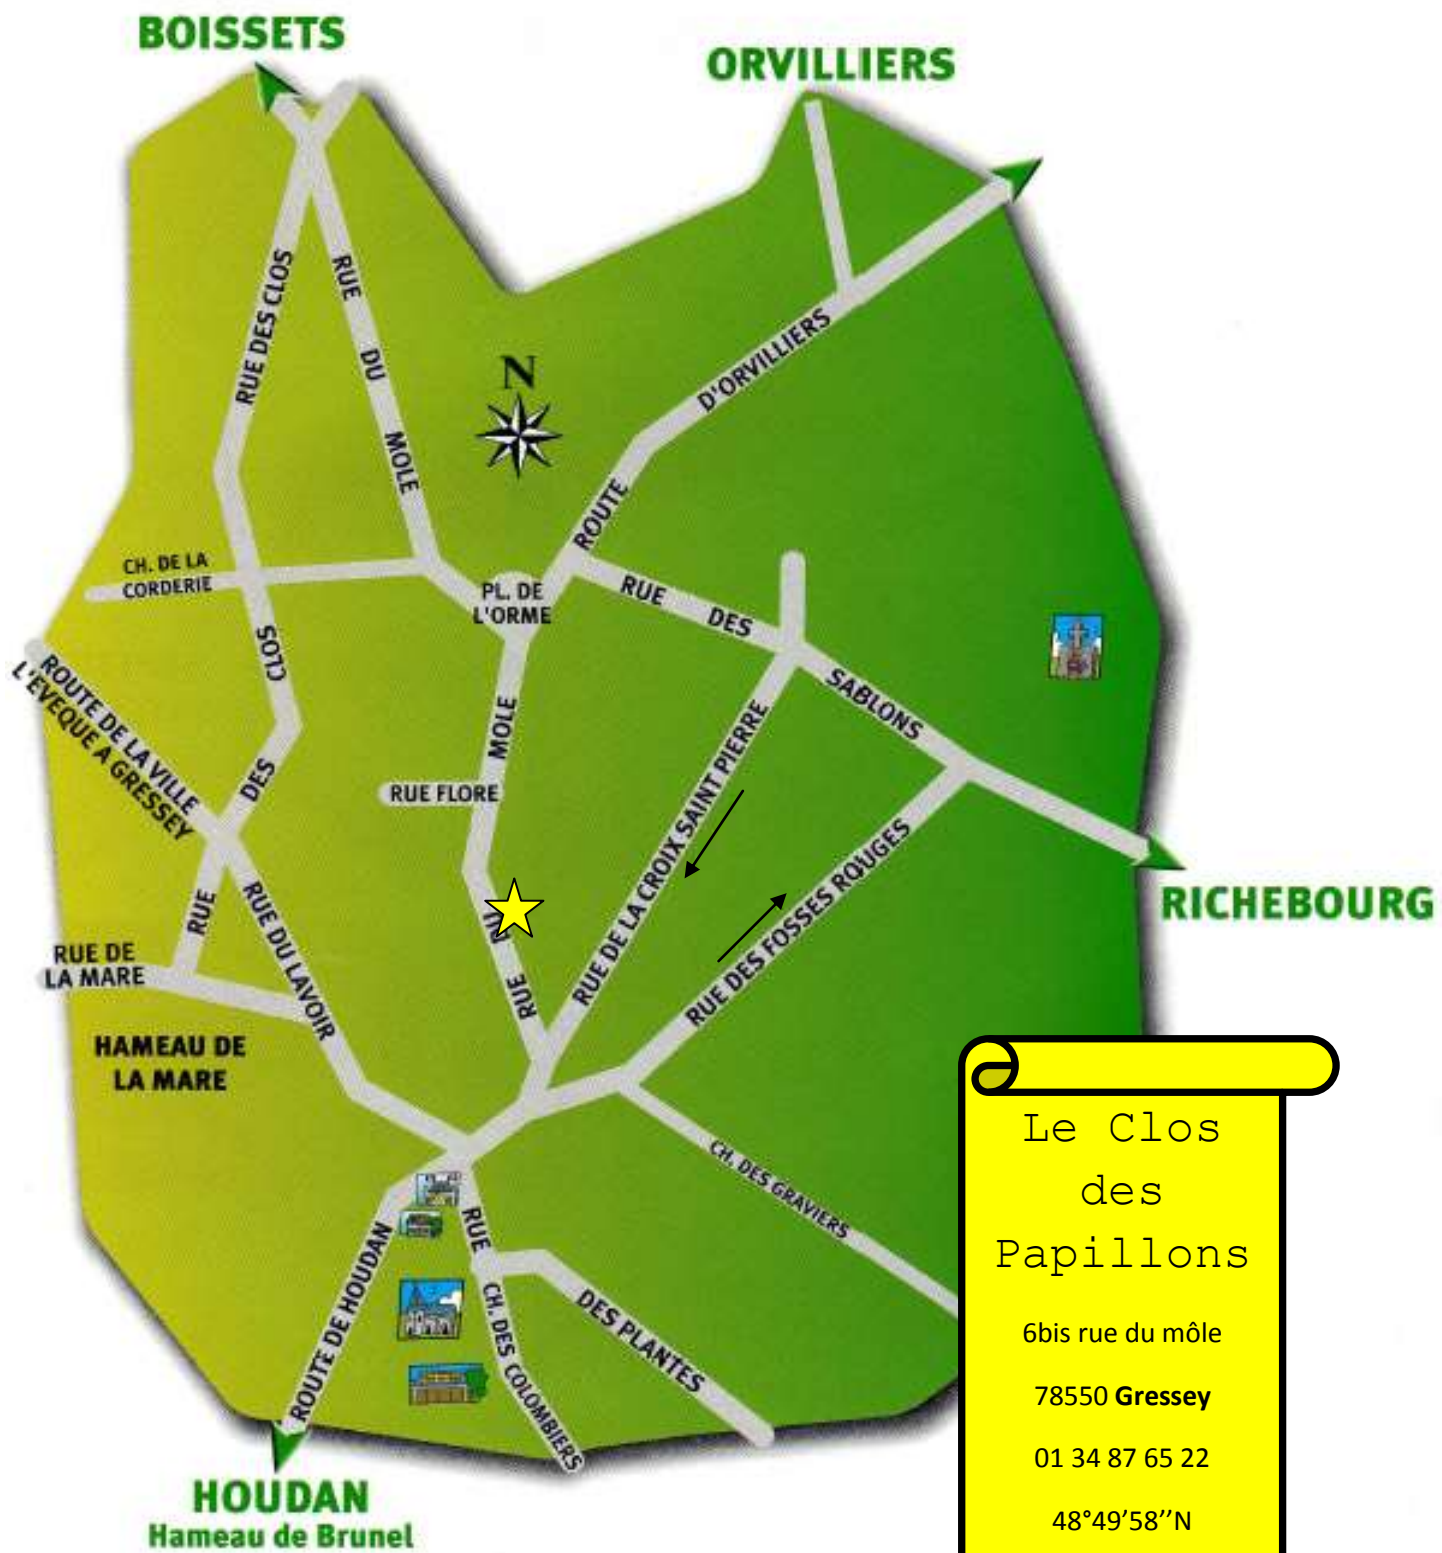 BOISSETS
ORVILLIERS
RUE DES CLOS
RUE DU MOLE
N
ROUTE D'ORVILLIERS
CH. DE LA
CORDERIE
PL. DE
L'ORME
RUE DES SABLONS
CLOS
ROUTE DE LA VILLE
L'EVEQUE A GRESSEY
DES
RUE
MOLE
RUE FLORE
RUE DE LA CROIX SAINT PIERRE
RUE DES FOSSES ROUGES
RICHEBOURG
RUE DU LAVOIR
DU
RUE
RUE DE
LA MARE
HAMEAU DE
LA MARE
CH. DES GRAVIERS
RUE
DES PLANTES
CH. DES COLOMBIERS
ROUTE DE HOUDAN
HOUDAN
Hameau de Brunel
Le Clos
des
Papillons
6bis rue du môle
78550 Gressey
01 34 87 65 22
48°49’58’’N